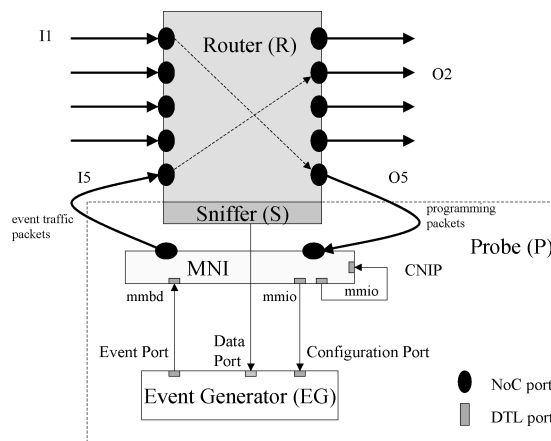 I1
Router (R)
O2
I5
O5
event traffic
packets
programming
packets
Sniffer (S)
Probe (P)
MNI
CNIP
mmbd
mmio
mmio
Event Port
Data
Port
Configuration Port
Event Generator (EG)
NoC port
DTL port